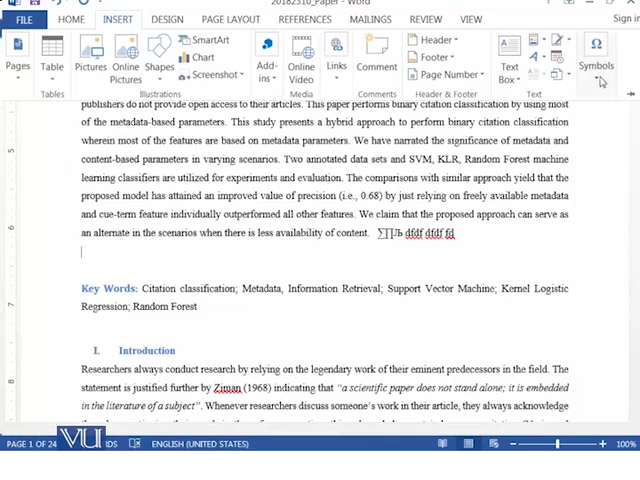 20182310_Paper - Word
FILE HOME INSERT DESIGN PAGE LAYOUT REFERENCES MAILINGS REVIEW VIEW Sign in
Pages
Table
Tables
Pictures
Online Pictures
Shapes
SmartArt
Chart
Screenshot
Illustrations
Add-ins
Online Video
Media
Links
Comment
Comments
Header
Footer
Page Number
Header & Footer
Text Box
Text
Symbols
publishers do not provide open access to their articles. This paper performs binary citation classification by using most
of the metadata-based parameters. This study presents a hybrid approach to perform binary citation classification
wherein most of the features are based on metadata parameters. We have narrated the significance of metadata and
content-based parameters in varying scenarios. Two annotated data sets and SVM, KLR, Random Forest machine
learning classifiers are utilized for experiments and evaluation. The comparisons with similar approach yield that the
proposed model has attained an improved value of precision (i.e., 0.68) by just relying on freely available metadata
and cue-term feature individually outperformed all other features. We claim that the proposed approach can serve as
an alternate in the scenarios when there is less availability of content. ∑∏Љ dfdf dfdf fd
Key Words: Citation classification; Metadata, Information Retrieval; Support Vector Machine; Kernel Logistic
Regression; Random Forest
I. Introduction
Researchers always conduct research by relying on the legendary work of their eminent predecessors in the field. The
statement is justified further by Ziman (1968) indicating that "a scientific paper does not stand alone; it is embedded
in the literature of a subject". Whenever researchers discuss someone's work in their article, they always acknowledge
5
6
7
8
PAGE 1 OF 24 VU RDS ENGLISH (UNITED STATES) 100%